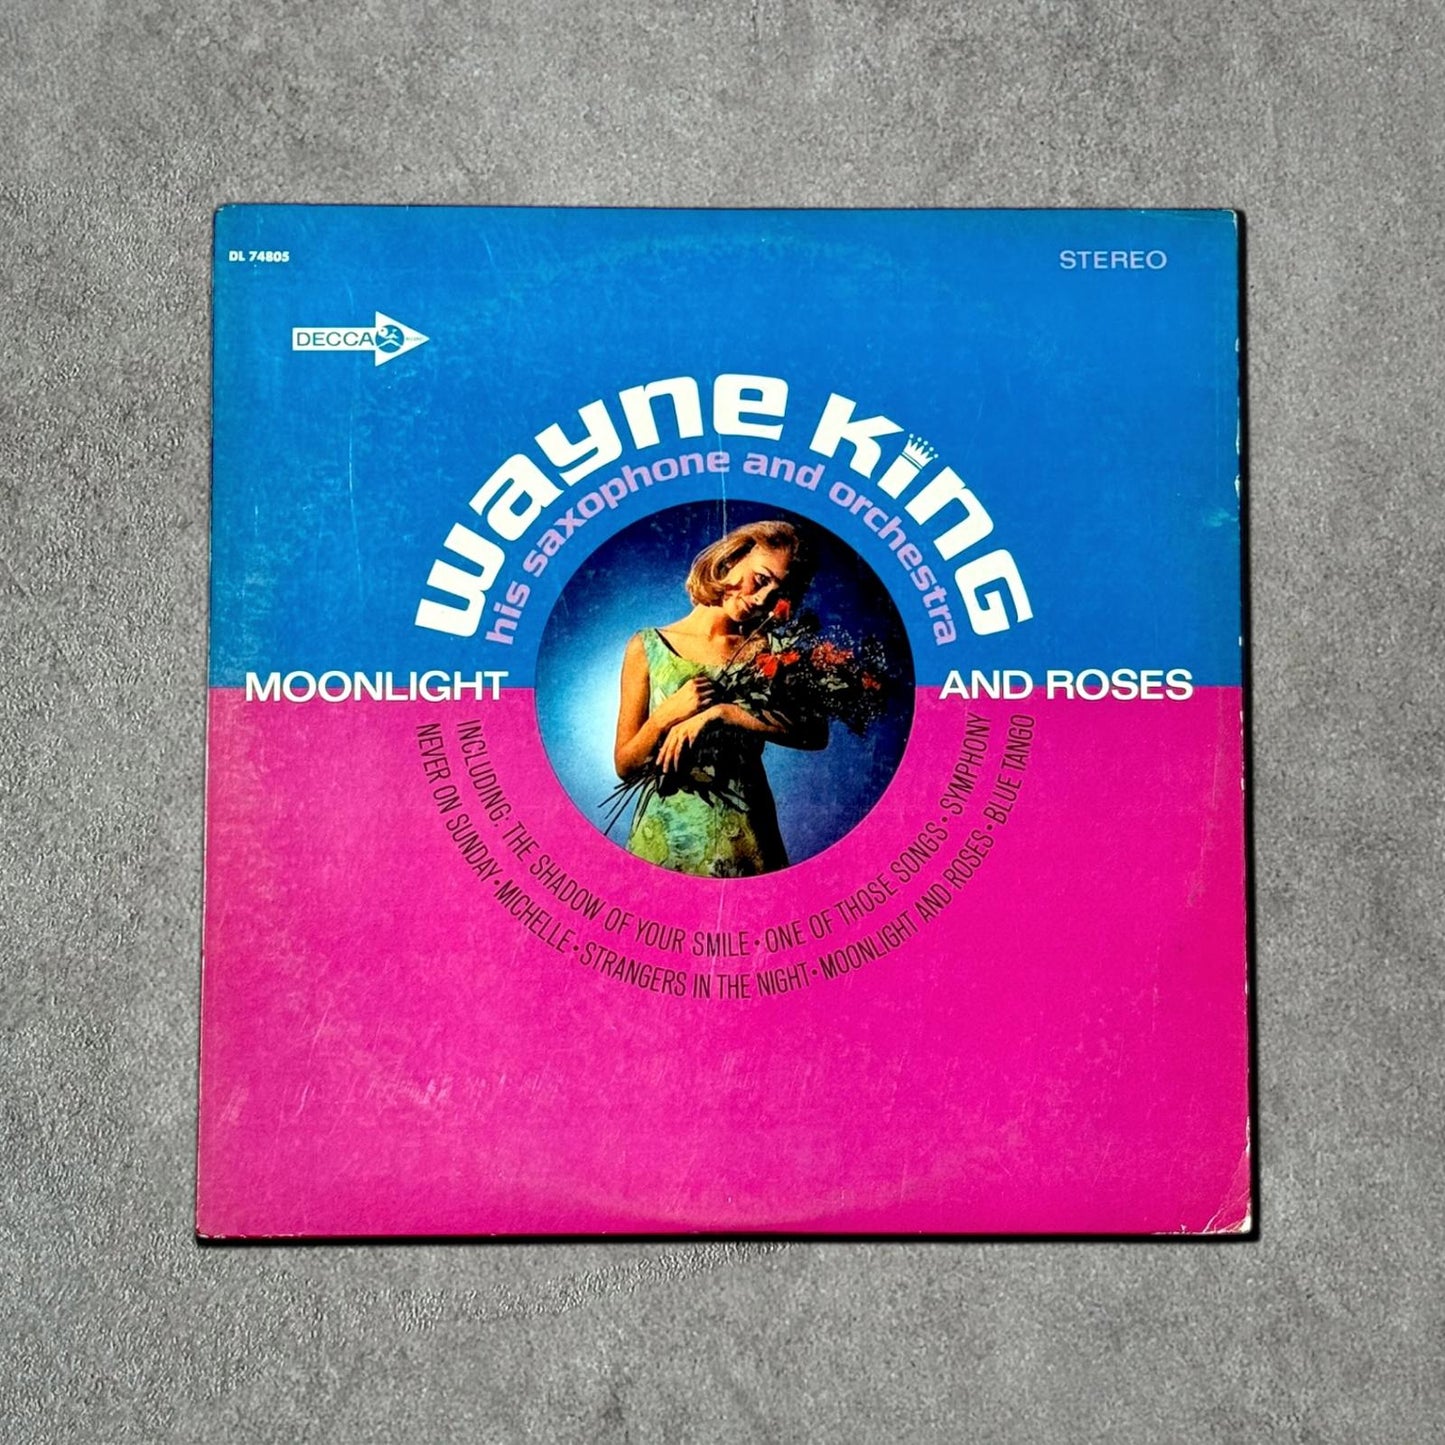 DL 74805
STEREO
DECCA
wayne King
his saxophone and orchestra
MOONLIGHT AND ROSES
INCLUDING: THE SHADOW OF YOUR SMILE • ONE OF THOSE SONGS • SYMPHONY
NEVER ON SUNDAY • MICHELLE • STRANGERS IN THE NIGHT • MOONLIGHT AND ROSES • BLUE TANGO